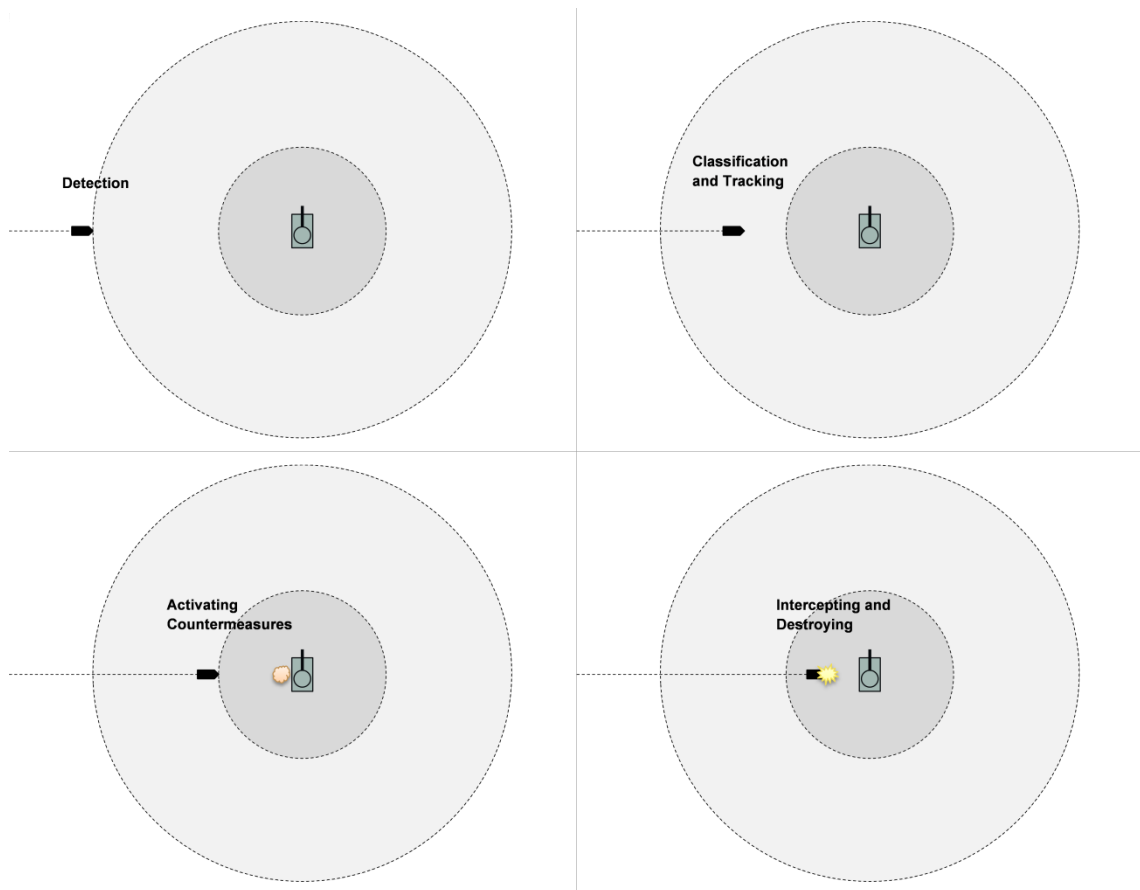 Detection
Classification
and Tracking
Activating
Countermeasures
Intercepting and
Destroying